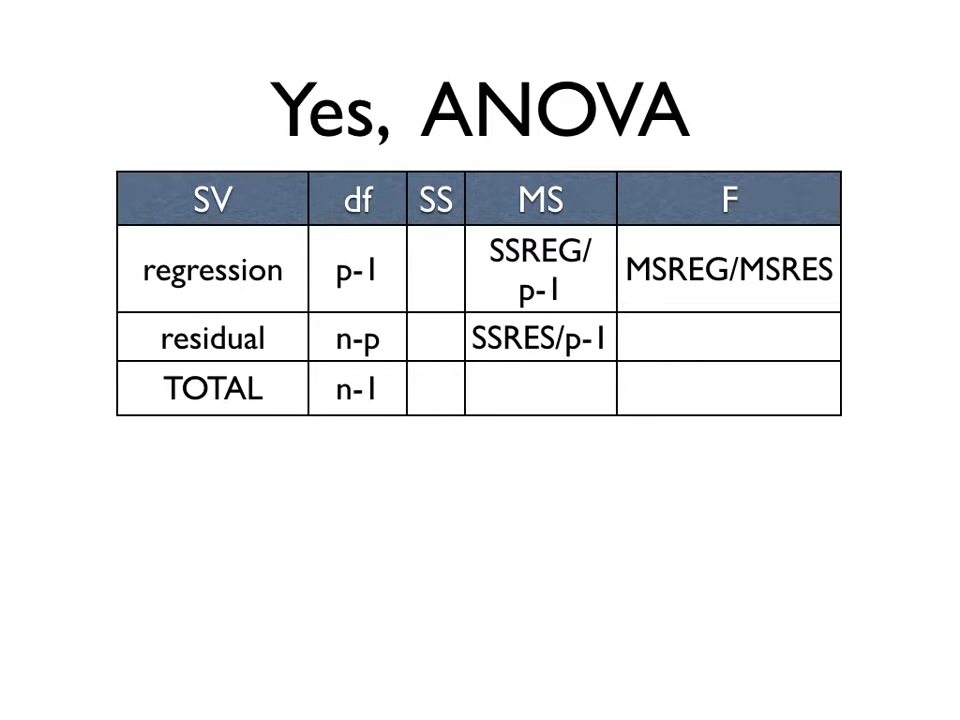 Yes, ANOVA
SV df SS MS F
regression p-1 SSREG/ p-1 MSREG/MSRES
residual n-p SSRES/p-1
TOTAL n-1